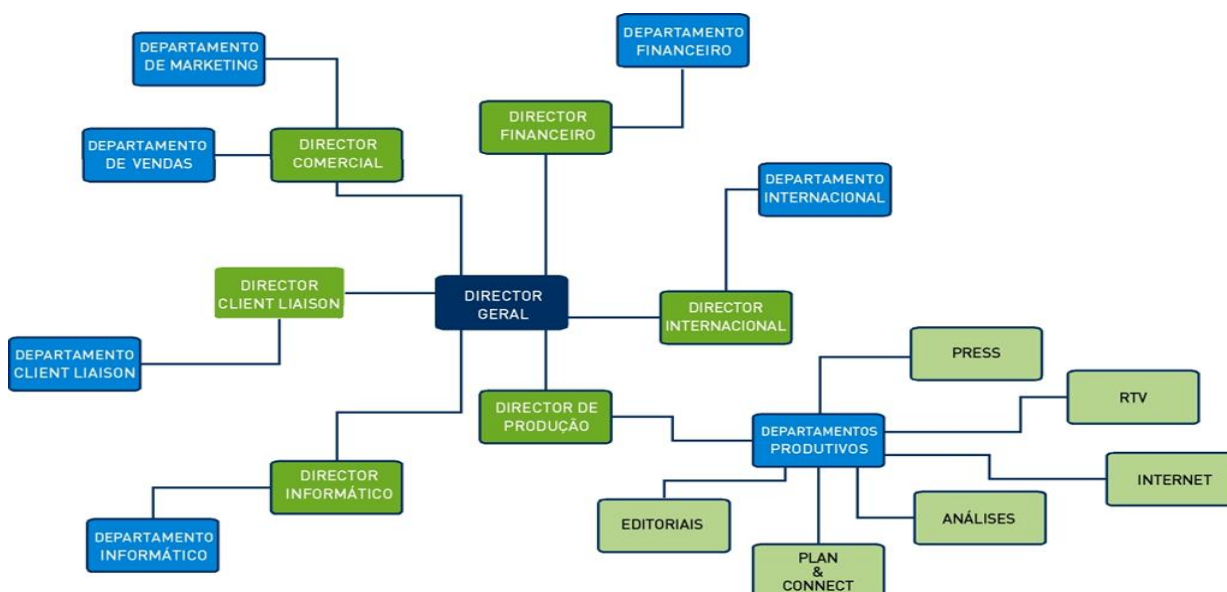 DEPARTAMENTO
DE MARKETING
DEPARTAMENTO
FINANCEIRO
DIRECTOR
FINANCEIRO
DEPARTAMENTO
DE VENDAS
DIRECTOR
COMERCIAL
DEPARTAMENTO
INTERNACIONAL
DIRECTOR
CLIENT LIAISON
DIRECTOR
GERAL
DIRECTOR
INTERNACIONAL
DEPARTAMENTO
CLIENT LIAISON
PRESS
RTV
DIRECTOR DE
PRODUÇÃO
DEPARTAMENTOS
PRODUTIVOS
DIRECTOR
INFORMÁTICO
INTERNET
EDITORIAIS
ANÁLISES
DEPARTAMENTO
INFORMÁTICO
PLAN
&
CONNECT